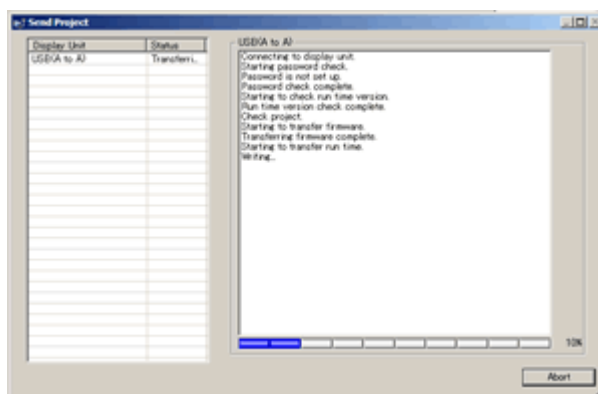 Send Project
Display Unit
Status
USB(A to A)
Transferri..
USB(A to A)
Connecting to display unit.
Starting password check.
Password is not set up.
Password check complete.
Starting to check run time version.
Run time version check complete.
Check project.
Starting to transfer firmware.
Transferring firmware complete.
Starting to transfer run time.
Writing..
10%
Abort